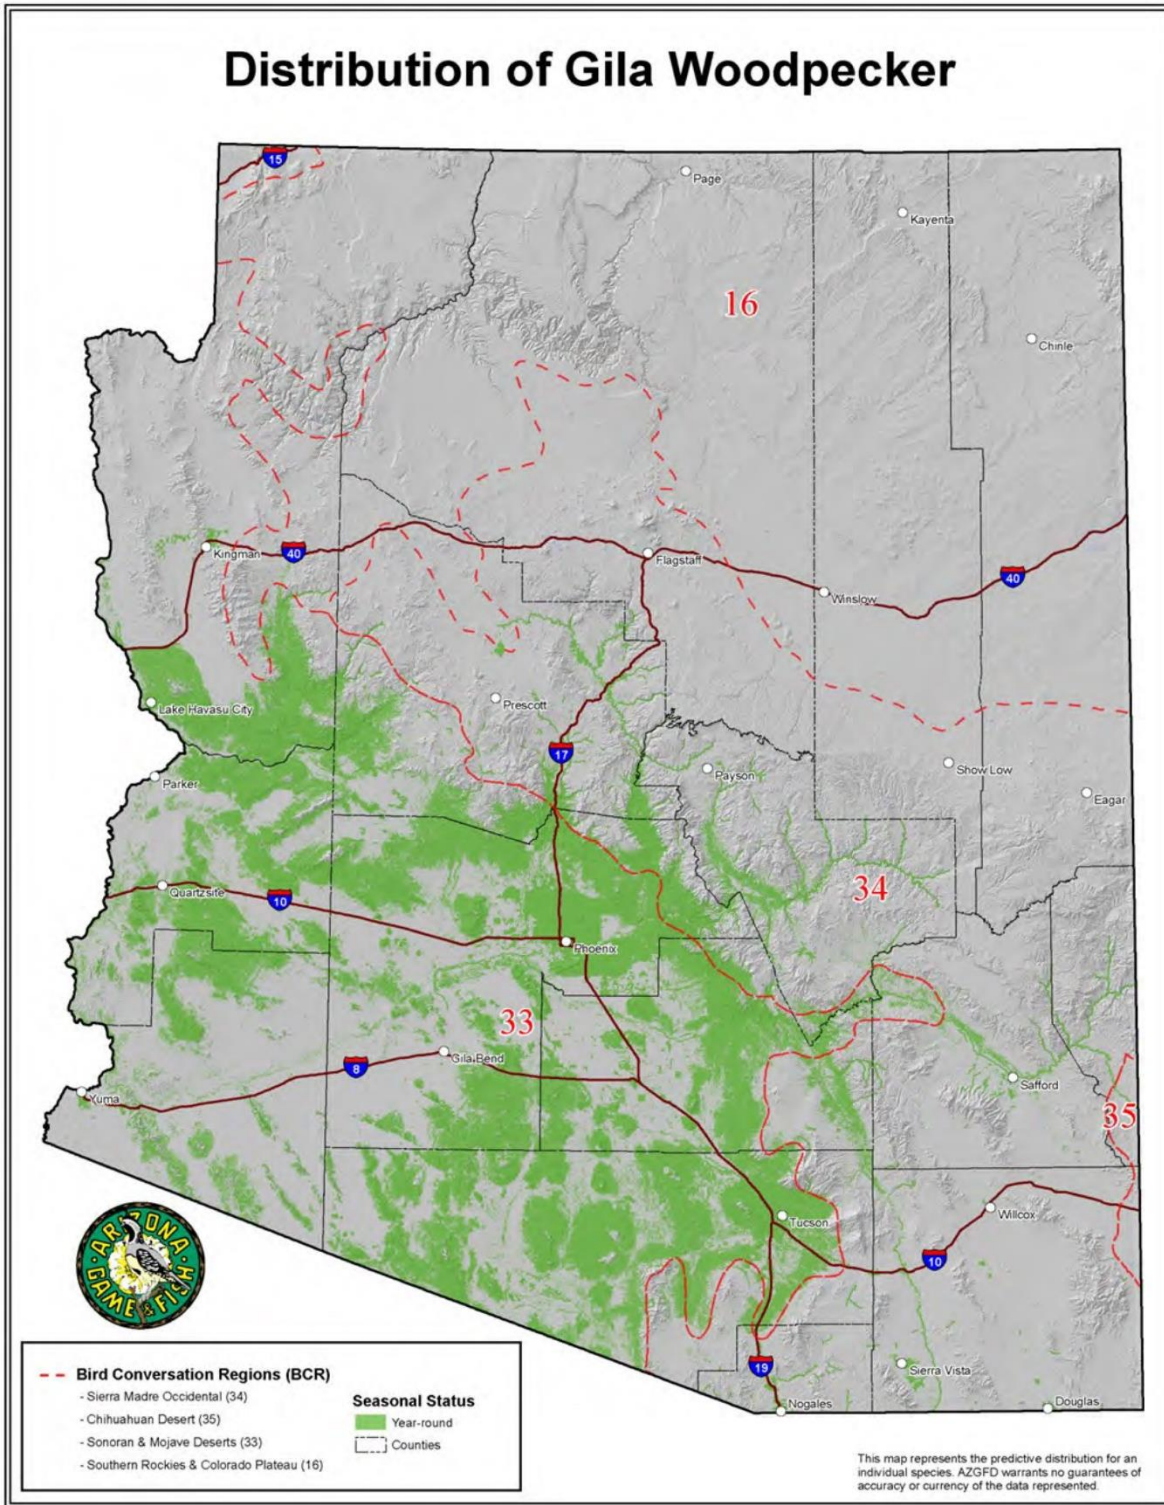 Distribution of Gila Woodpecker
15
Page
Kayenta
16
Chinle
Kingman
40
Flagstaff
40
Winslow
Lake Havasu City
Prescott
17
Parker
Payson
Show Low
Eagar
Quartzsite
10
34
Phoenix
33
Gila Bend
8
Safford
Yuma
35
Tucson
Willcox
10
ARIZONA
GAME & FISH
19
Sierra Vista
Nogales
Douglas
Bird Conversation Regions (BCR)
- Sierra Madre Occidental (34)
- Chihuahuan Desert (35)
- Sonoran & Mojave Deserts (33)
- Southern Rockies & Colorado Plateau (16)
Seasonal Status
Year-round
Counties
This map represents the predictive distribution for an
individual species. AZGFD warrants no guarantees of
accuracy or currency of the data represented.